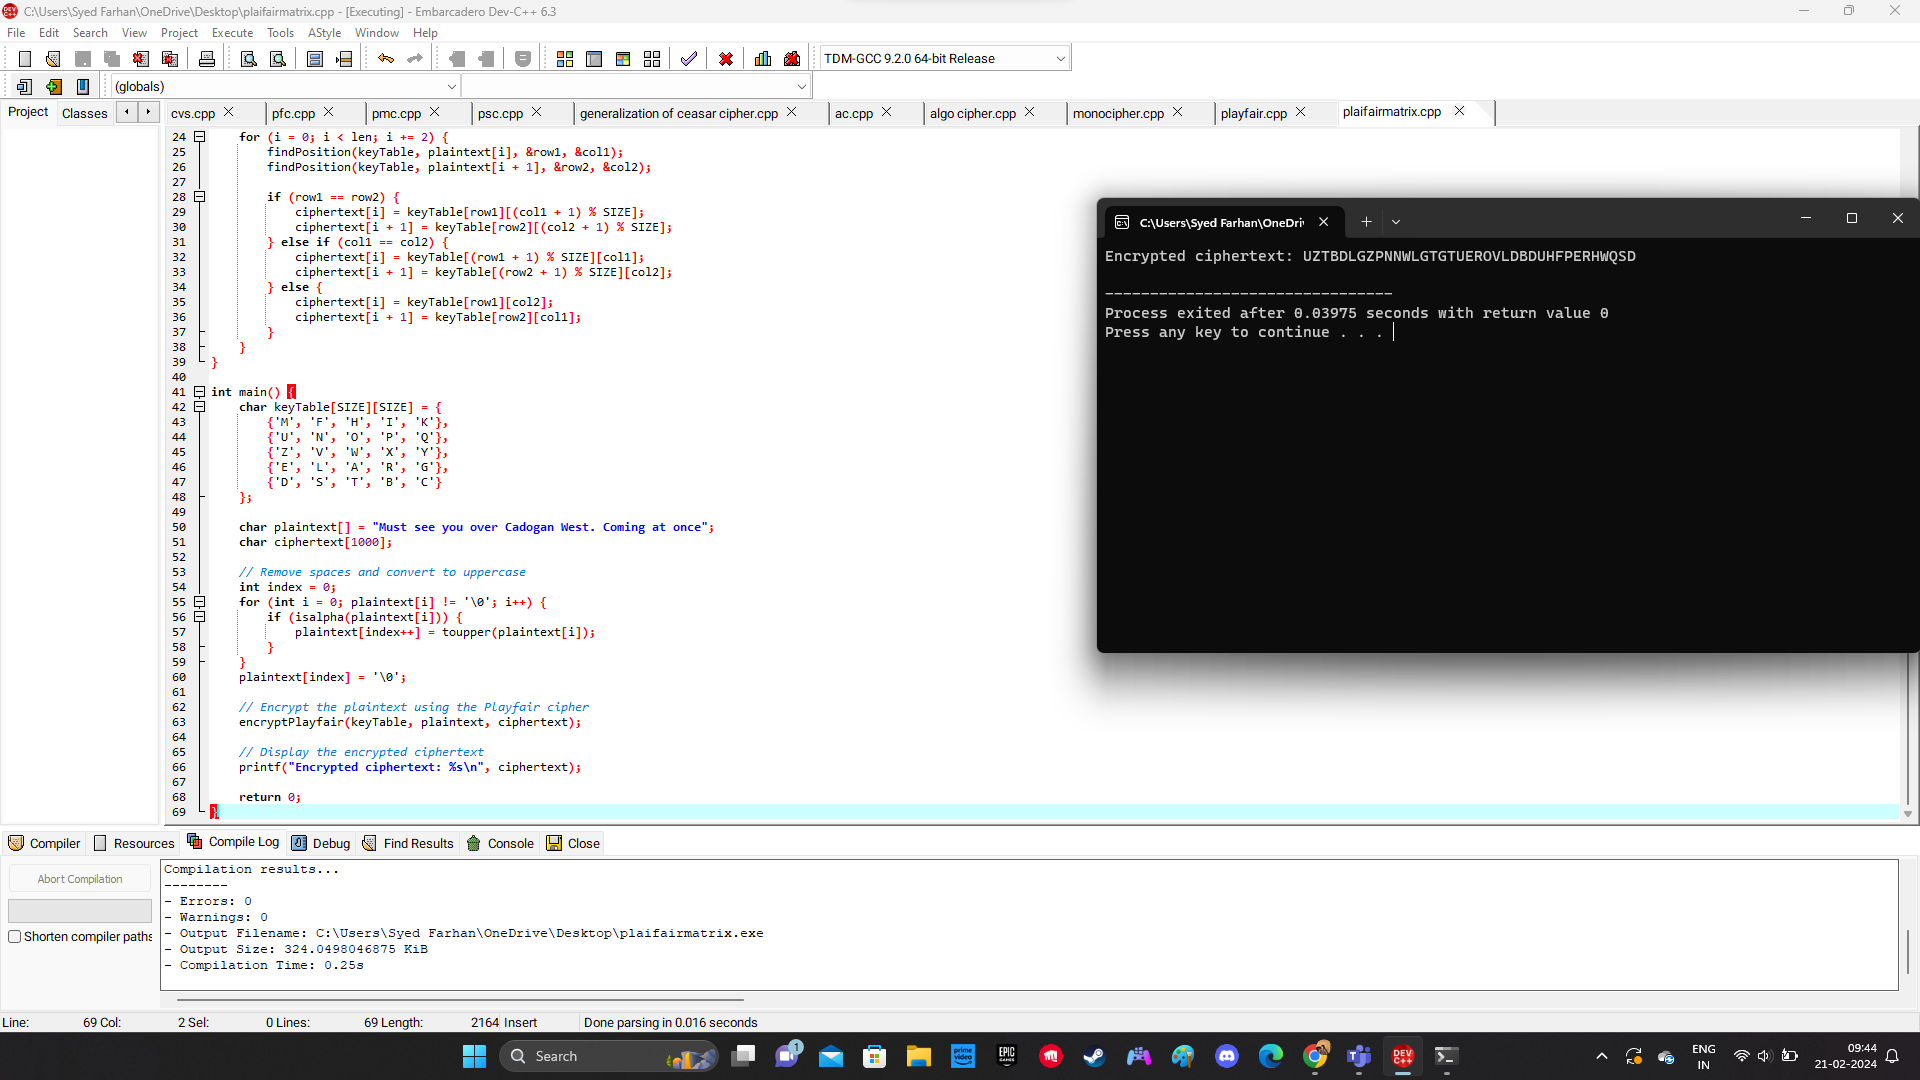 C:\Users\Syed Farhan\OneDrive\Desktop\plaifairmatrix.cpp - [Executing] - Embarcadero Dev-C++ 6.3
File Edit Search View Project Execute Tools AStyle Window Help
TDM-GCC 9.2.0 64-bit Release
(globals)
Project Classes cvs.cpp pfc.cpp pmc.cpp psc.cpp generalization of ceasar cipher.cpp ac.cpp algo cipher.cpp monocipher.cpp playfair.cpp plaifairmatrix.cpp
24 for (i = 0; i < len; i += 2) {
25 findPosition(keyTable, plaintext[i], &row1, &col1);
26 findPosition(keyTable, plaintext[i + 1], &row2, &col2);
27
28 if (row1 == row2) {
29 ciphertext[i] = keyTable[row1][(col1 + 1) % SIZE];
30 ciphertext[i + 1] = keyTable[row2][(col2 + 1) % SIZE];
31 } else if (col1 == col2) {
32 ciphertext[i] = keyTable[(row1 + 1) % SIZE][col1];
33 ciphertext[i + 1] = keyTable[(row2 + 1) % SIZE][col2];
34 } else {
35 ciphertext[i] = keyTable[row1][col2];
36 ciphertext[i + 1] = keyTable[row2][col1];
37 }
38 }
39 }
40
41 int main() {
42 char keyTable[SIZE][SIZE] = {
43 {'M', 'F', 'H', 'I', 'K'},
44 {'U', 'N', 'O', 'P', 'Q'},
45 {'Z', 'V', 'W', 'X', 'Y'},
46 {'E', 'L', 'A', 'R', 'G'},
47 {'D', 'S', 'T', 'B', 'C'}
48 };
49
50 char plaintext[] = "Must see you over Cadogan West. Coming at once";
51 char ciphertext[1000];
52
53 // Remove spaces and convert to uppercase
54 int index = 0;
55 for (int i = 0; plaintext[i] != '\0'; i++) {
56 if (isalpha(plaintext[i])) {
57 plaintext[index++] = toupper(plaintext[i]);
58 }
59 }
60 plaintext[index] = '\0';
61
62 // Encrypt the plaintext using the Playfair cipher
63 encryptPlayfair(keyTable, plaintext, ciphertext);
64
65 // Display the encrypted ciphertext
66 printf("Encrypted ciphertext: %s\n", ciphertext);
67
68 return 0;
69 }
C:\Users\Syed Farhan\OneDri
Encrypted ciphertext: UZTBDLGZPNNWLGTGTUEROVLDBDUHFPERHWQSD
--------------------------------
Process exited after 0.03975 seconds with return value 0
Press any key to continue . . .
Compiler Resources Compile Log Debug Find Results Console Close
Abort Compilation
Shorten compiler paths
Compilation results...
--------
- Errors: 0
- Warnings: 0
- Output Filename: C:\Users\Syed Farhan\OneDrive\Desktop\plaifairmatrix.exe
- Output Size: 324.0498046875 KiB
- Compilation Time: 0.25s
Line: 69 Col: 2 Sel: 0 Lines: 69 Length: 2164 Insert Done parsing in 0.016 seconds
Search
1
prime video
EPIC GAMES
DEV C++
ENG
IN
09:44
21-02-2024